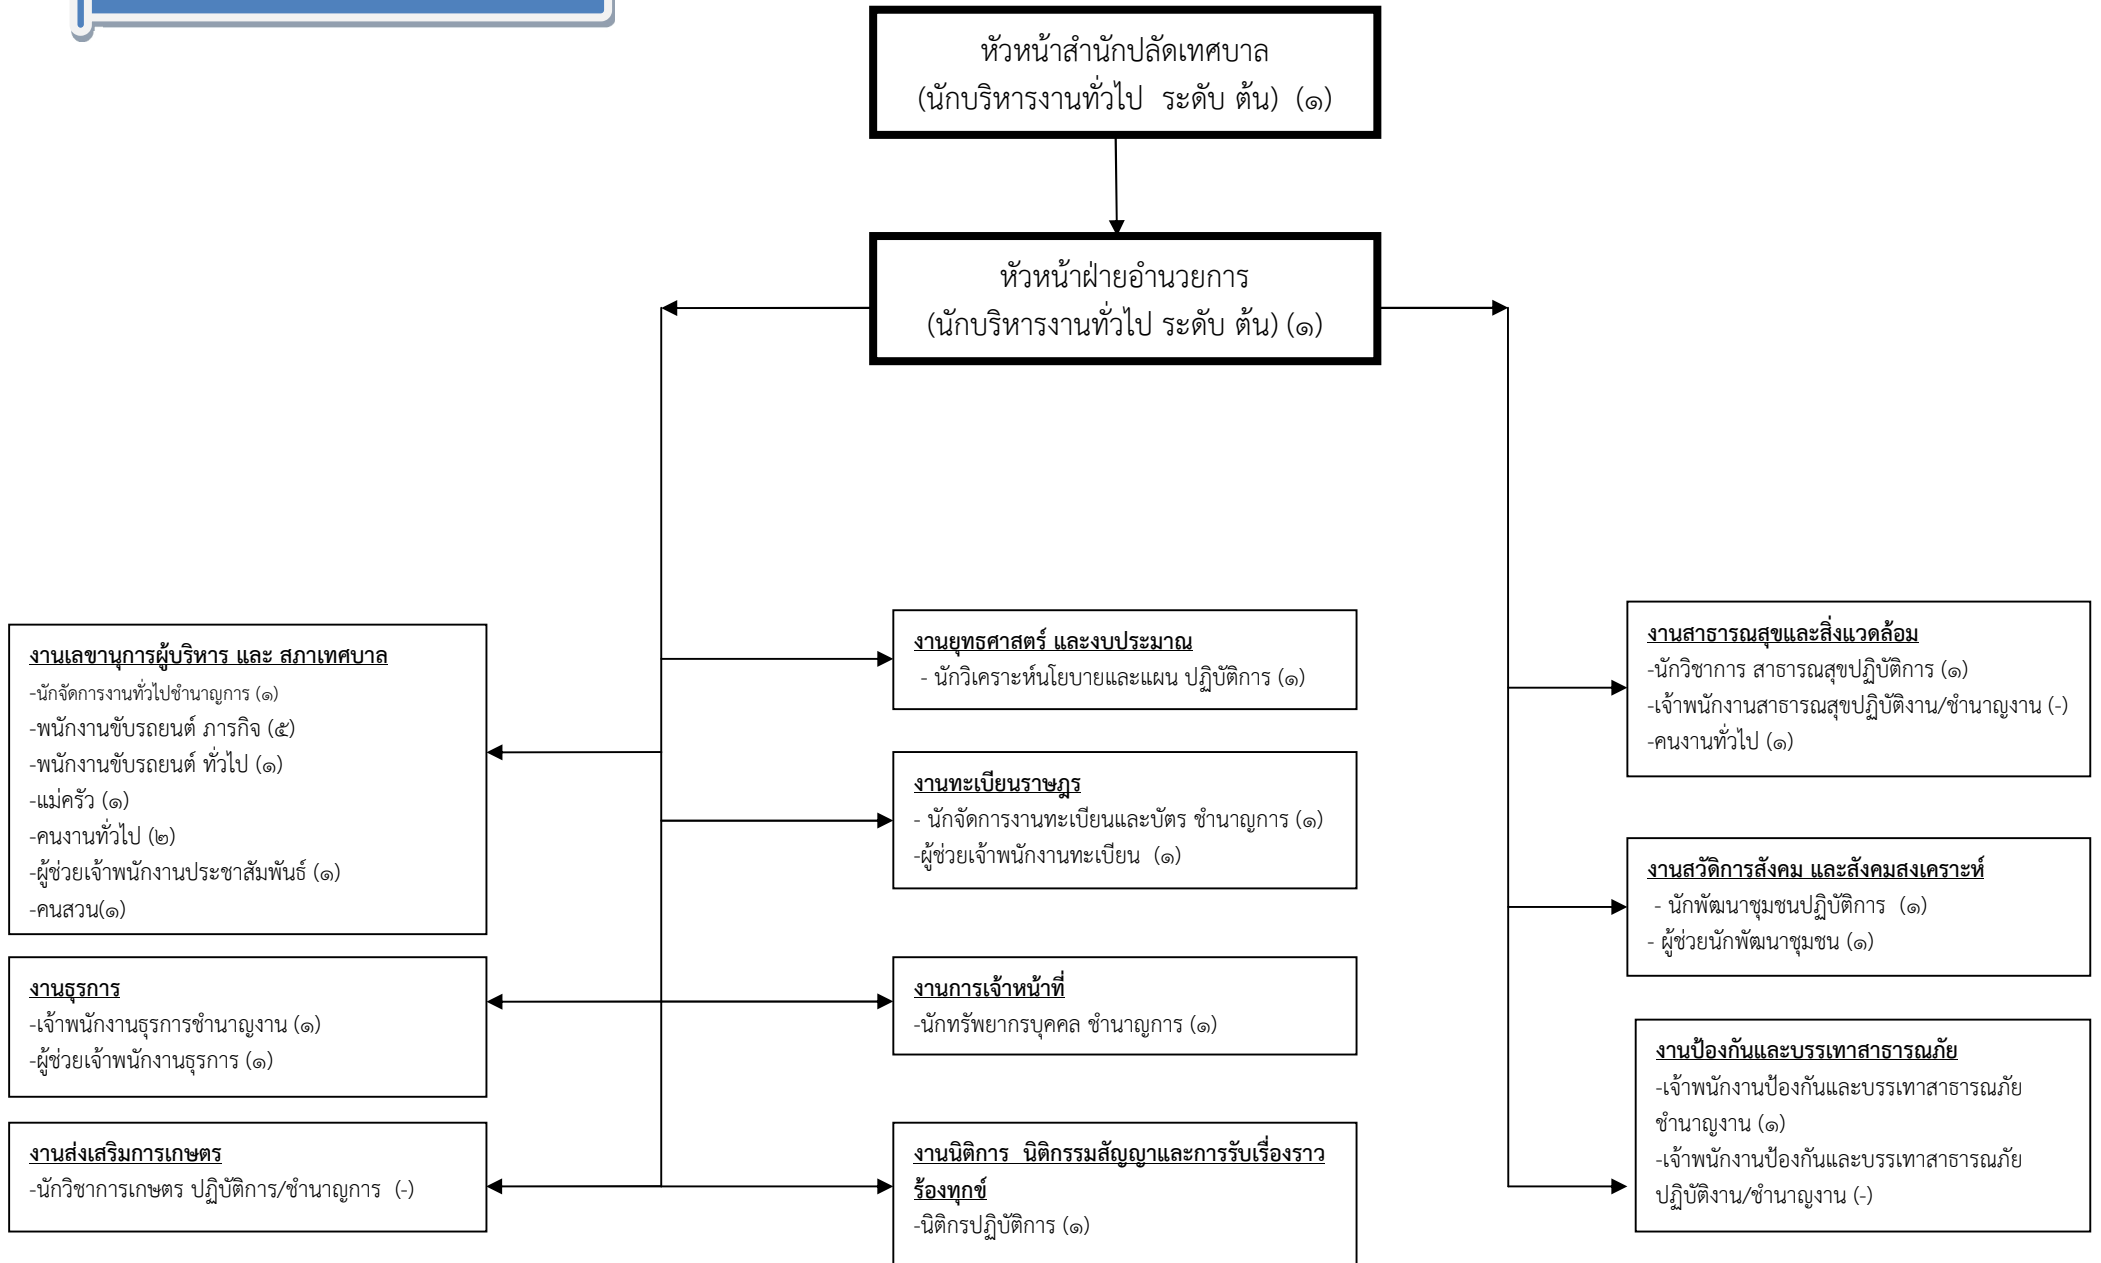 หัวหน้าสำนักปลัดเทศบาล
(นักบริหารงานทั่วไป ระดับ ต้น) (๑)
หัวหน้าฝ่ายอำนวยการ
(นักบริหารงานทั่วไป ระดับ ต้น) (๑)
งานเลขานุการผู้บริหาร และ สภาเทศบาล
-นักจัดการงานทั่วไปชำนาญการ (๑)
-พนักงานขับรถยนต์ ภารกิจ (๕)
-พนักงานขับรถยนต์ ทั่วไป (๑)
-แม่ครัว (๑)
-คนงานทั่วไป (๒)
-ผู้ช่วยเจ้าพนักงานประชาสัมพันธ์ (๑)
-คนสวน(๑)
งานธุรการ
-เจ้าพนักงานธุรการชำนาญงาน (๑)
-ผู้ช่วยเจ้าพนักงานธุรการ (๑)
งานส่งเสริมการเกษตร
-นักวิชาการเกษตร ปฏิบัติการ/ชำนาญการ (-)
งานยุทธศาสตร์ และงบประมาณ
- นักวิเคราะห์นโยบายและแผน ปฏิบัติการ (๑)
งานทะเบียนราษฎร
- นักจัดการงานทะเบียนและบัตร ชำนาญการ (๑)
-ผู้ช่วยเจ้าพนักงานทะเบียน (๑)
งานการเจ้าหน้าที่
-นักทรัพยากรบุคคล ชำนาญการ (๑)
งานนิติการ นิติกรรมสัญญาและการรับเรื่องราว
ร้องทุกข์
-นิติกรปฏิบัติการ (๑)
งานสาธารณสุขและสิ่งแวดล้อม
-นักวิชาการ สาธารณสุขปฏิบัติการ (๑)
-เจ้าพนักงานสาธารณสุขปฏิบัติงาน/ชำนาญงาน (-)
-คนงานทั่วไป (๑)
งานสวัดิการสังคม และสังคมสงเคราะห์
- นักพัฒนาชุมชนปฏิบัติการ (๑)
- ผู้ช่วยนักพัฒนาชุมชน (๑)
งานป้องกันและบรรเทาสาธารณภัย
-เจ้าพนักงานป้องกันและบรรเทาสาธารณภัย
ชำนาญงาน (๑)
-เจ้าพนักงานป้องกันและบรรเทาสาธารณภัย
ปฏิบัติงาน/ชำนาญงาน (-)